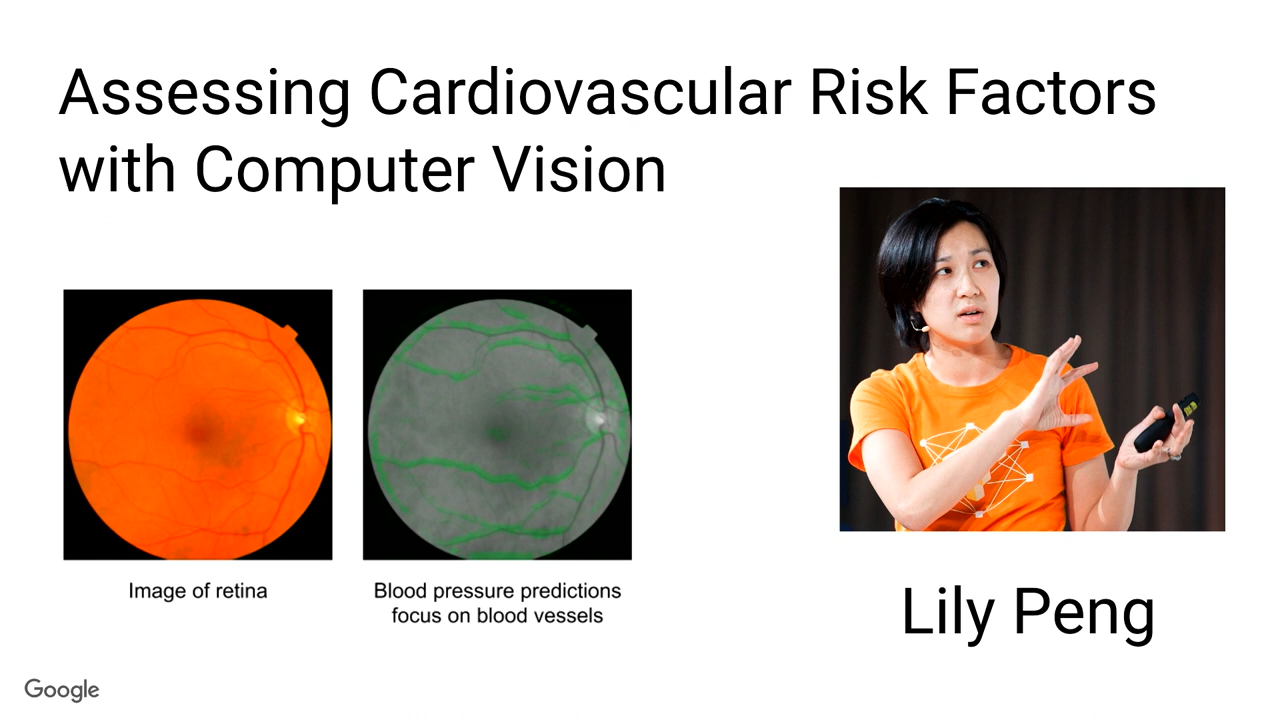 Assessing Cardiovascular Risk Factors
with Computer Vision
Image of retina
Blood pressure predictions
focus on blood vessels
Lily Peng
Google